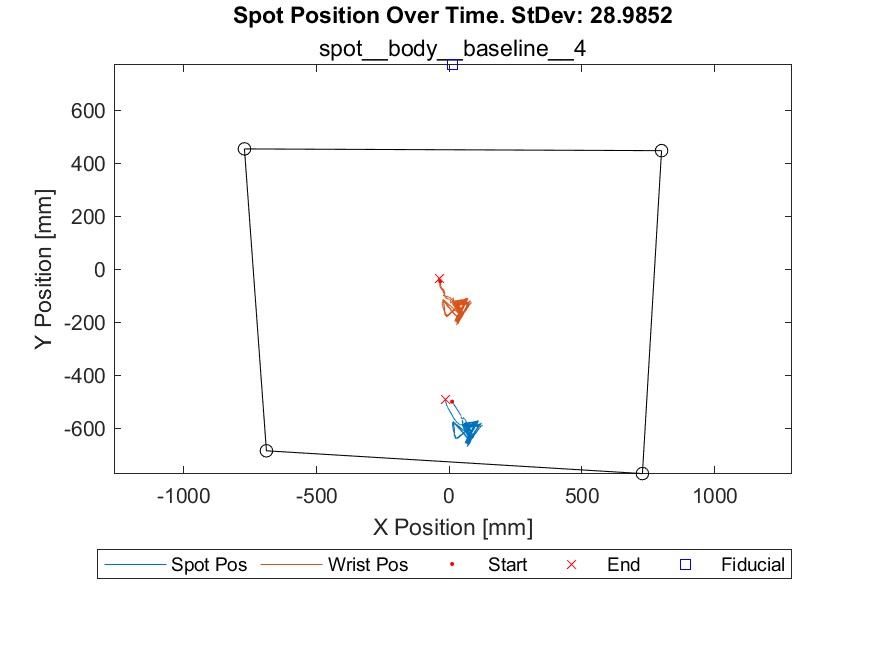 Spot Position Over Time. StDev: 28.9852
spot__body__baseline__4
600
400
200
0
-200
-400
-600
Y Position [mm]
-1000 -500 0 500 1000
X Position [mm]
Spot Pos Wrist Pos Start End Fiducial